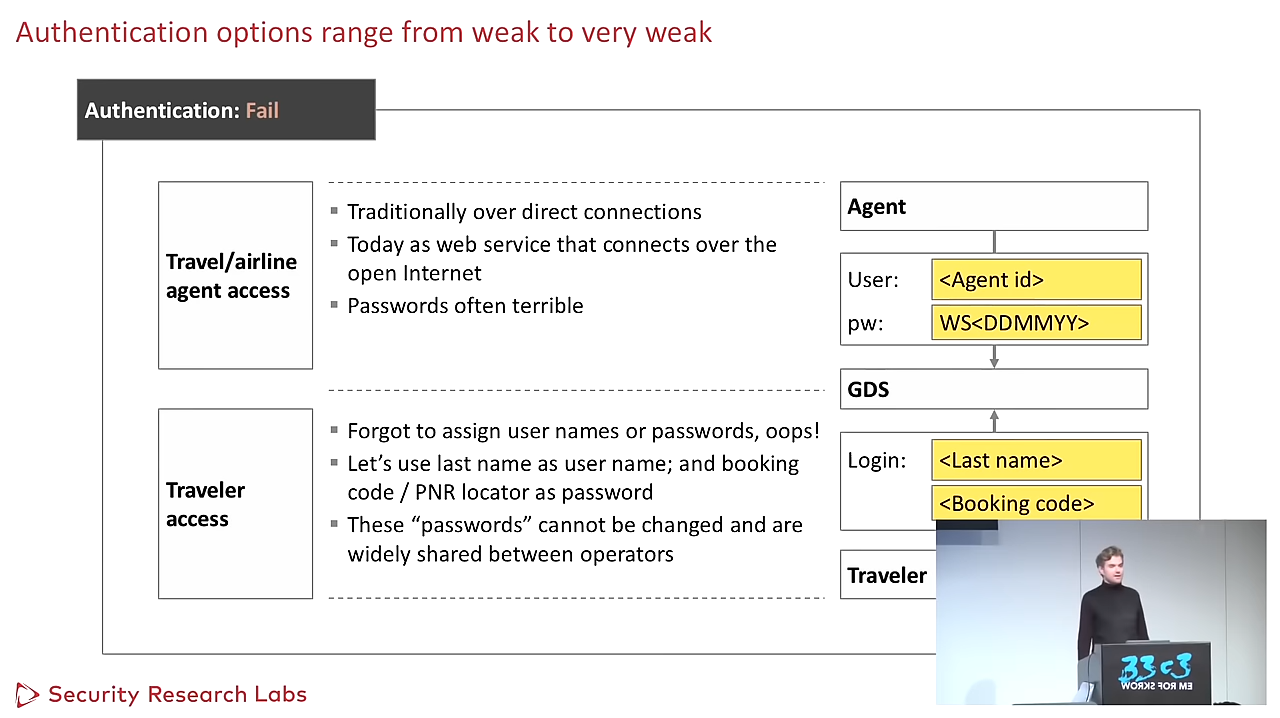 Authentication options range from weak to very weak
Authentication: Fail
Travel/airline
agent access
▪ Traditionally over direct connections
▪ Today as web service that connects over the
open Internet
▪ Passwords often terrible
Agent
User: <Agent id>
pw: WS<DDMMYY>
GDS
Traveler
access
▪ Forgot to assign user names or passwords, oops!
▪ Let’s use last name as user name; and booking
code / PNR locator as password
▪ These “passwords” cannot be changed and are
widely shared between operators
Login: <Last name>
<Booking code>
Traveler
33c3
WORKS FOR ME
Security Research Labs